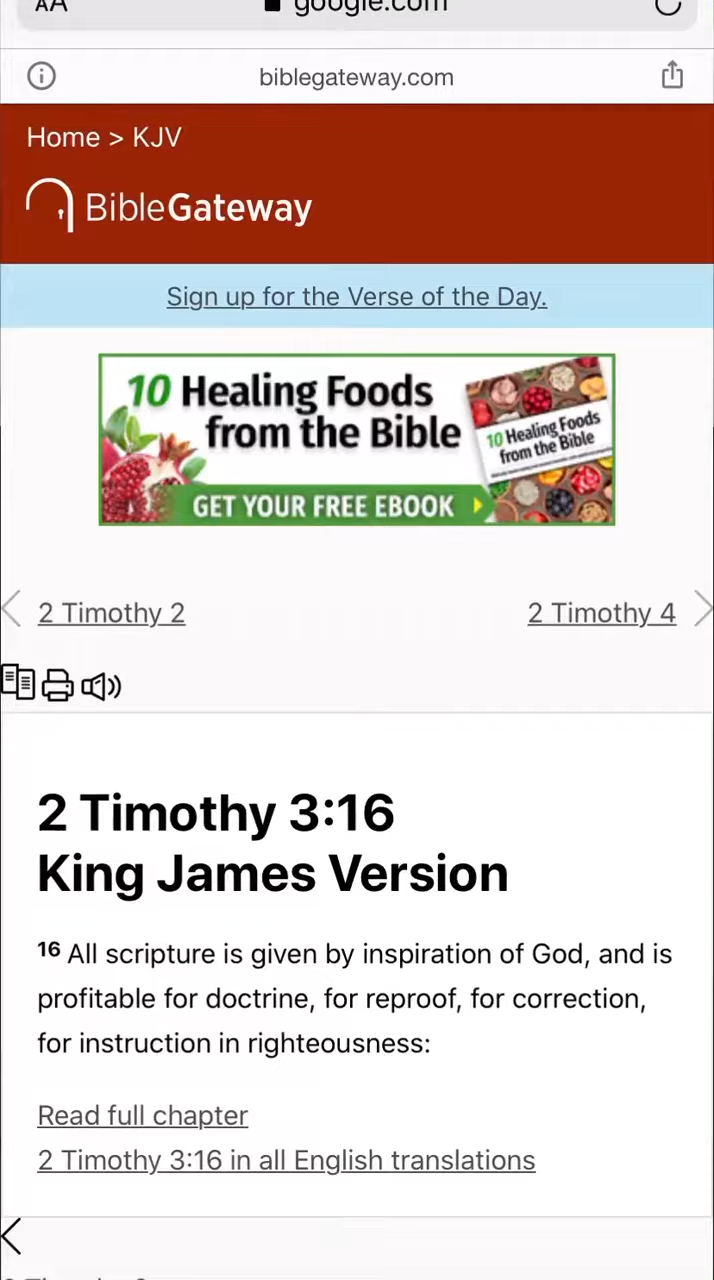 AA google.com
biblegateway.com
Home > KJV
BibleGateway
Sign up for the Verse of the Day.
10 Healing Foods
from the Bible
10 Healing Foods
from the Bible
GET YOUR FREE EBOOK
2 Timothy 2 2 Timothy 4
2 Timothy 3:16
King James Version
16 All scripture is given by inspiration of God, and is
profitable for doctrine, for reproof, for correction,
for instruction in righteousness:
Read full chapter
2 Timothy 3:16 in all English translations